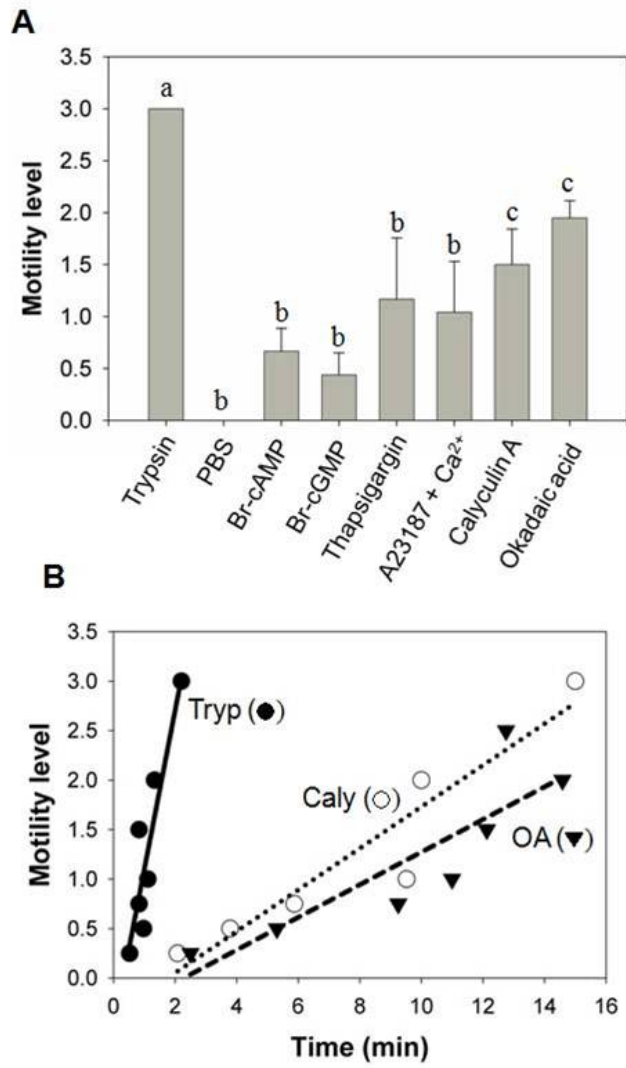 A
3.5
3.0
2.5
2.0
1.5
1.0
0.5
0.0
Motility level
a
b
b
b
b
b
c
c
Trypsin
PBS
Br-cAMP
Br-cGMP
Thapsigargin
A23187 + Ca²⁺
Calyculin A
Okadaic acid
B
3.5
3.0
2.5
2.0
1.5
1.0
0.5
0.0
Motility level
Tryp (●)
Caly (○)
OA (▼)
0 2 4 6 8 10 12 14 16
Time (min)